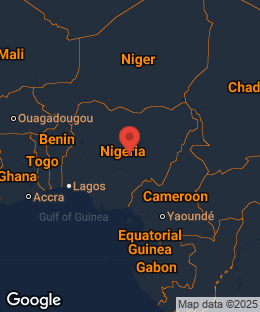 Mali
Niger
Chad
Ouagadougou
Benin
Nigeria
Togo
Ghana
Lagos
Accra
Cameroon
Gulf of Guinea
Yaoundé
Equatorial
Guinea
Gabon
Google
Map data ©2025